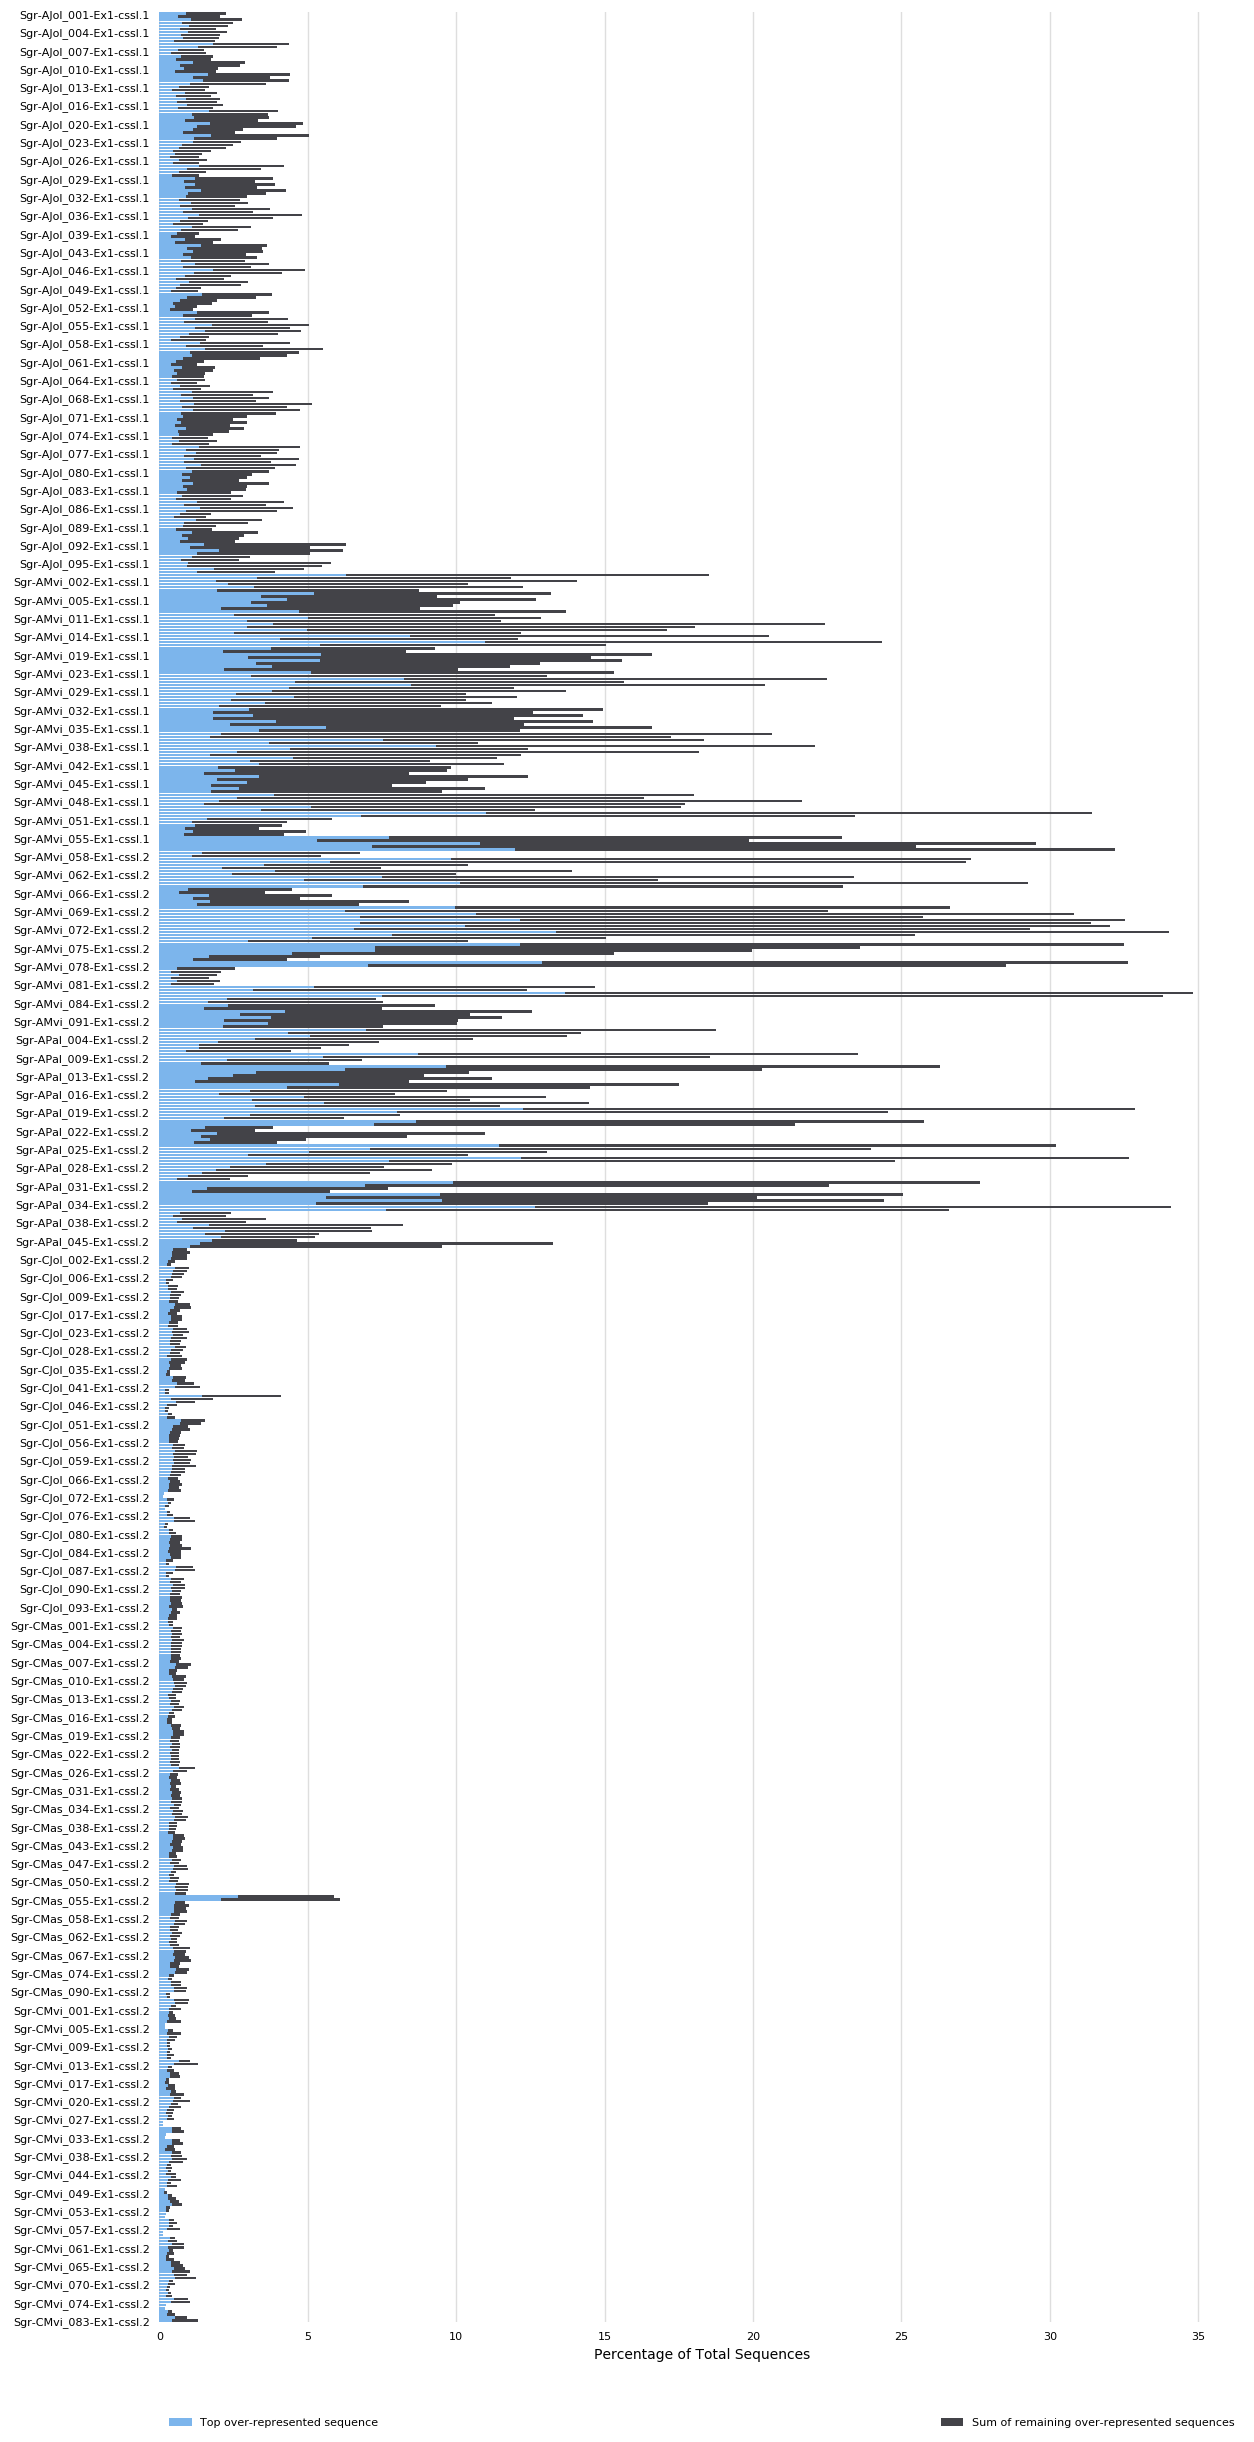 Sgr-AJol_001-Ex1-cssl.1
Sgr-AJol_004-Ex1-cssl.1
Sgr-AJol_007-Ex1-cssl.1
Sgr-AJol_010-Ex1-cssl.1
Sgr-AJol_013-Ex1-cssl.1
Sgr-AJol_016-Ex1-cssl.1
Sgr-AJol_020-Ex1-cssl.1
Sgr-AJol_023-Ex1-cssl.1
Sgr-AJol_026-Ex1-cssl.1
Sgr-AJol_029-Ex1-cssl.1
Sgr-AJol_032-Ex1-cssl.1
Sgr-AJol_036-Ex1-cssl.1
Sgr-AJol_039-Ex1-cssl.1
Sgr-AJol_043-Ex1-cssl.1
Sgr-AJol_046-Ex1-cssl.1
Sgr-AJol_049-Ex1-cssl.1
Sgr-AJol_052-Ex1-cssl.1
Sgr-AJol_055-Ex1-cssl.1
Sgr-AJol_058-Ex1-cssl.1
Sgr-AJol_061-Ex1-cssl.1
Sgr-AJol_064-Ex1-cssl.1
Sgr-AJol_068-Ex1-cssl.1
Sgr-AJol_071-Ex1-cssl.1
Sgr-AJol_074-Ex1-cssl.1
Sgr-AJol_077-Ex1-cssl.1
Sgr-AJol_080-Ex1-cssl.1
Sgr-AJol_083-Ex1-cssl.1
Sgr-AJol_086-Ex1-cssl.1
Sgr-AJol_089-Ex1-cssl.1
Sgr-AJol_092-Ex1-cssl.1
Sgr-AJol_095-Ex1-cssl.1
Sgr-AMvi_002-Ex1-cssl.1
Sgr-AMvi_005-Ex1-cssl.1
Sgr-AMvi_011-Ex1-cssl.1
Sgr-AMvi_014-Ex1-cssl.1
Sgr-AMvi_019-Ex1-cssl.1
Sgr-AMvi_023-Ex1-cssl.1
Sgr-AMvi_029-Ex1-cssl.1
Sgr-AMvi_032-Ex1-cssl.1
Sgr-AMvi_035-Ex1-cssl.1
Sgr-AMvi_038-Ex1-cssl.1
Sgr-AMvi_042-Ex1-cssl.1
Sgr-AMvi_045-Ex1-cssl.1
Sgr-AMvi_048-Ex1-cssl.1
Sgr-AMvi_051-Ex1-cssl.1
Sgr-AMvi_055-Ex1-cssl.1
Sgr-AMvi_058-Ex1-cssl.2
Sgr-AMvi_062-Ex1-cssl.2
Sgr-AMvi_066-Ex1-cssl.2
Sgr-AMvi_069-Ex1-cssl.2
Sgr-AMvi_072-Ex1-cssl.2
Sgr-AMvi_075-Ex1-cssl.2
Sgr-AMvi_078-Ex1-cssl.2
Sgr-AMvi_081-Ex1-cssl.2
Sgr-AMvi_084-Ex1-cssl.2
Sgr-AMvi_091-Ex1-cssl.2
Sgr-APal_004-Ex1-cssl.2
Sgr-APal_009-Ex1-cssl.2
Sgr-APal_013-Ex1-cssl.2
Sgr-APal_016-Ex1-cssl.2
Sgr-APal_019-Ex1-cssl.2
Sgr-APal_022-Ex1-cssl.2
Sgr-APal_025-Ex1-cssl.2
Sgr-APal_028-Ex1-cssl.2
Sgr-APal_031-Ex1-cssl.2
Sgr-APal_034-Ex1-cssl.2
Sgr-APal_038-Ex1-cssl.2
Sgr-APal_045-Ex1-cssl.2
Sgr-CJol_002-Ex1-cssl.2
Sgr-CJol_006-Ex1-cssl.2
Sgr-CJol_009-Ex1-cssl.2
Sgr-CJol_017-Ex1-cssl.2
Sgr-CJol_023-Ex1-cssl.2
Sgr-CJol_028-Ex1-cssl.2
Sgr-CJol_035-Ex1-cssl.2
Sgr-CJol_041-Ex1-cssl.2
Sgr-CJol_046-Ex1-cssl.2
Sgr-CJol_051-Ex1-cssl.2
Sgr-CJol_056-Ex1-cssl.2
Sgr-CJol_059-Ex1-cssl.2
Sgr-CJol_066-Ex1-cssl.2
Sgr-CJol_072-Ex1-cssl.2
Sgr-CJol_076-Ex1-cssl.2
Sgr-CJol_080-Ex1-cssl.2
Sgr-CJol_084-Ex1-cssl.2
Sgr-CJol_087-Ex1-cssl.2
Sgr-CJol_090-Ex1-cssl.2
Sgr-CJol_093-Ex1-cssl.2
Sgr-CMas_001-Ex1-cssl.2
Sgr-CMas_004-Ex1-cssl.2
Sgr-CMas_007-Ex1-cssl.2
Sgr-CMas_010-Ex1-cssl.2
Sgr-CMas_013-Ex1-cssl.2
Sgr-CMas_016-Ex1-cssl.2
Sgr-CMas_019-Ex1-cssl.2
Sgr-CMas_022-Ex1-cssl.2
Sgr-CMas_026-Ex1-cssl.2
Sgr-CMas_031-Ex1-cssl.2
Sgr-CMas_034-Ex1-cssl.2
Sgr-CMas_038-Ex1-cssl.2
Sgr-CMas_043-Ex1-cssl.2
Sgr-CMas_047-Ex1-cssl.2
Sgr-CMas_050-Ex1-cssl.2
Sgr-CMas_055-Ex1-cssl.2
Sgr-CMas_058-Ex1-cssl.2
Sgr-CMas_062-Ex1-cssl.2
Sgr-CMas_067-Ex1-cssl.2
Sgr-CMas_074-Ex1-cssl.2
Sgr-CMas_090-Ex1-cssl.2
Sgr-CMvi_001-Ex1-cssl.2
Sgr-CMvi_005-Ex1-cssl.2
Sgr-CMvi_009-Ex1-cssl.2
Sgr-CMvi_013-Ex1-cssl.2
Sgr-CMvi_017-Ex1-cssl.2
Sgr-CMvi_020-Ex1-cssl.2
Sgr-CMvi_027-Ex1-cssl.2
Sgr-CMvi_033-Ex1-cssl.2
Sgr-CMvi_038-Ex1-cssl.2
Sgr-CMvi_044-Ex1-cssl.2
Sgr-CMvi_049-Ex1-cssl.2
Sgr-CMvi_053-Ex1-cssl.2
Sgr-CMvi_057-Ex1-cssl.2
Sgr-CMvi_061-Ex1-cssl.2
Sgr-CMvi_065-Ex1-cssl.2
Sgr-CMvi_070-Ex1-cssl.2
Sgr-CMvi_074-Ex1-cssl.2
Sgr-CMvi_083-Ex1-cssl.2
0 5 10 15 20 25 30 35
Percentage of Total Sequences
Top over-represented sequence
Sum of remaining over-represented sequences